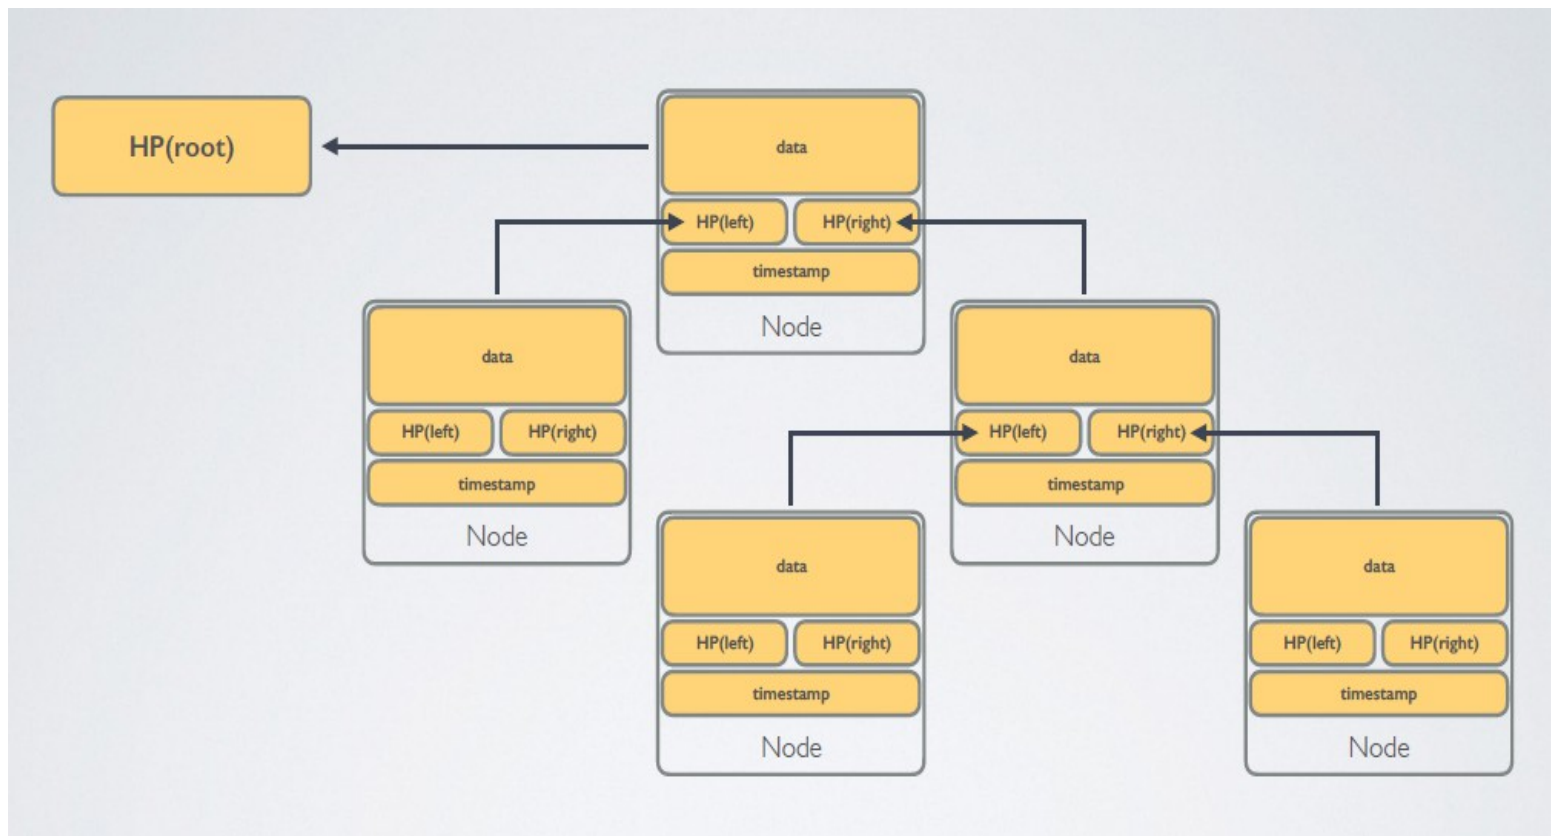 HP(root)
data
HP(left) HP(right)
timestamp
Node
data
HP(left) HP(right)
timestamp
Node
data
HP(left) HP(right)
timestamp
Node
data
HP(left) HP(right)
timestamp
Node
data
HP(left) HP(right)
timestamp
Node